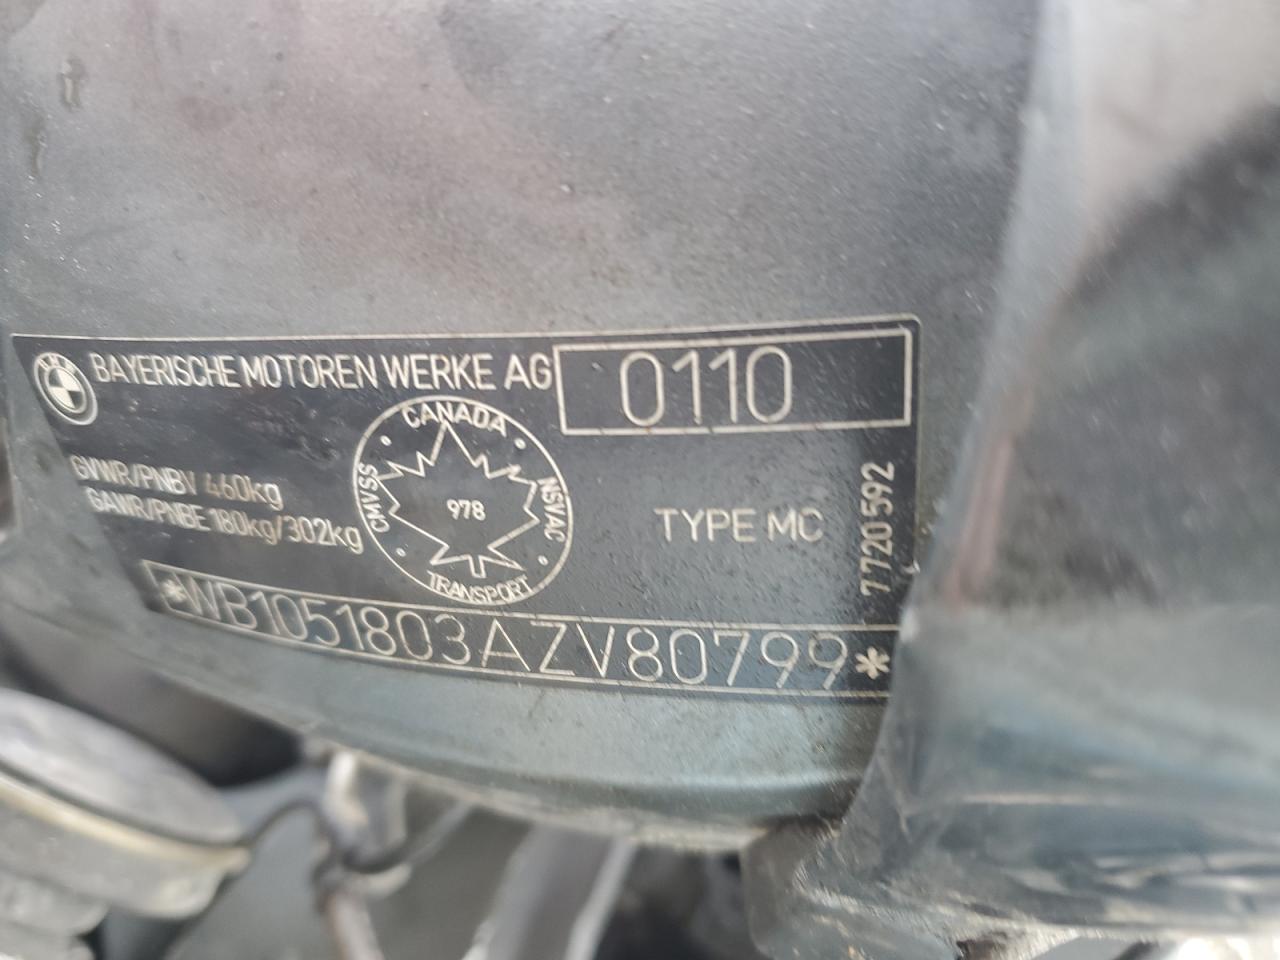 BMW
BAYERISCHE MOTOREN WERKE AG
0110
GVWR/PNBV 460kg
GAWR/PNBE 180kg/302kg
CANADA
CMVSS
978
NSVAC
TRANSPORT
TYPE MC
7720592
*WB1051803AZV80799*